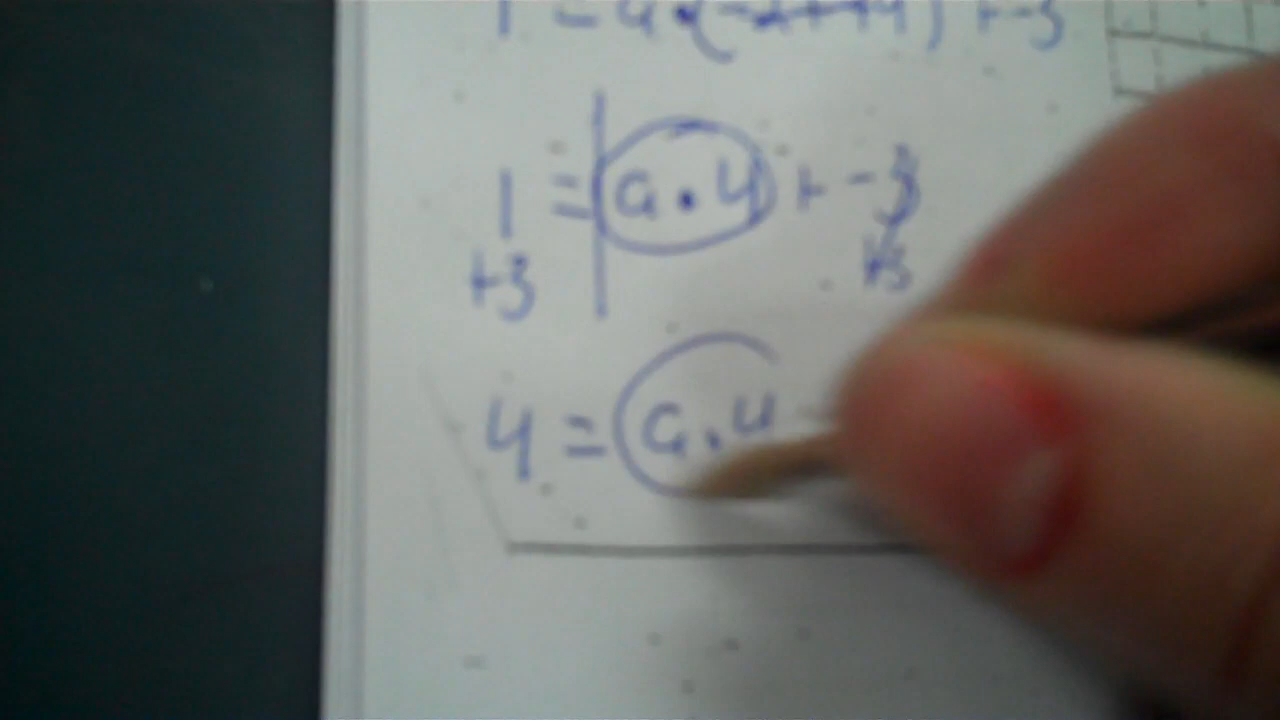 1 = a · 4 + -3
+3 +3
4 = a . 4